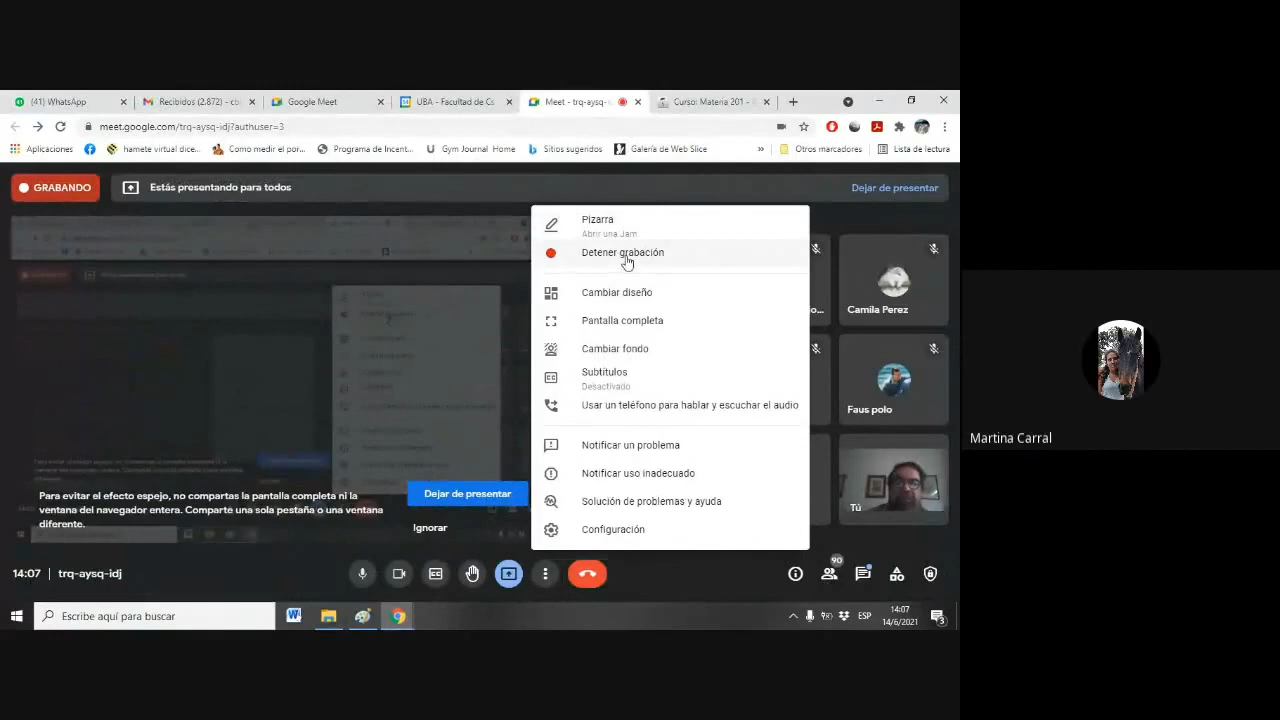 (41) WhatsApp
Recibidos (2.872) - cb
Google Meet
UBA - Facultad de Cs
Meet - trq-aysq-i
Curso: Materia 201 -
meet.google.com/trq-aysq-idj?authuser=3
Aplicaciones
hamete virtual dice...
Como medir el por...
Programa de Incent...
Gym Journal Home
Sitios sugeridos
Galería de Web Slice
»
Otros marcadores
Lista de lectura
GRABANDO
Estás presentando para todos
Dejar de presentar
Pizarra
Abrir una Jam
Detener grabación
Cambiar diseño
Pantalla completa
Cambiar fondo
Subtítulos
Desactivado
Usar un teléfono para hablar y escuchar el audio
Notificar un problema
Notificar uso inadecuado
Solución de problemas y ayuda
Configuración
Camila Perez
Faus polo
Tú
Martina Carral
Para evitar el efecto espejo, no compartas la pantalla completa ni la
ventana del navegador entera. Comparte una sola pestaña o una ventana
diferente.
Dejar de presentar
Ignorar
14:07 trq-aysq-idj
90
Escribe aquí para buscar
ESP
14:07
14/6/2021
3